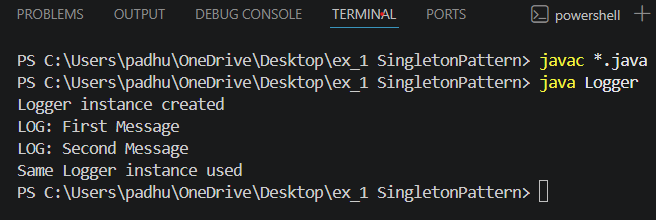 PROBLEMS OUTPUT DEBUG CONSOLE TERMINAL PORTS powershell
PS C:\Users\padhu\OneDrive\Desktop\ex_1 SingletonPattern> javac *.java
PS C:\Users\padhu\OneDrive\Desktop\ex_1 SingletonPattern> java Logger
Logger instance created
LOG: First Message
LOG: Second Message
Same Logger instance used
PS C:\Users\padhu\OneDrive\Desktop\ex_1 SingletonPattern>